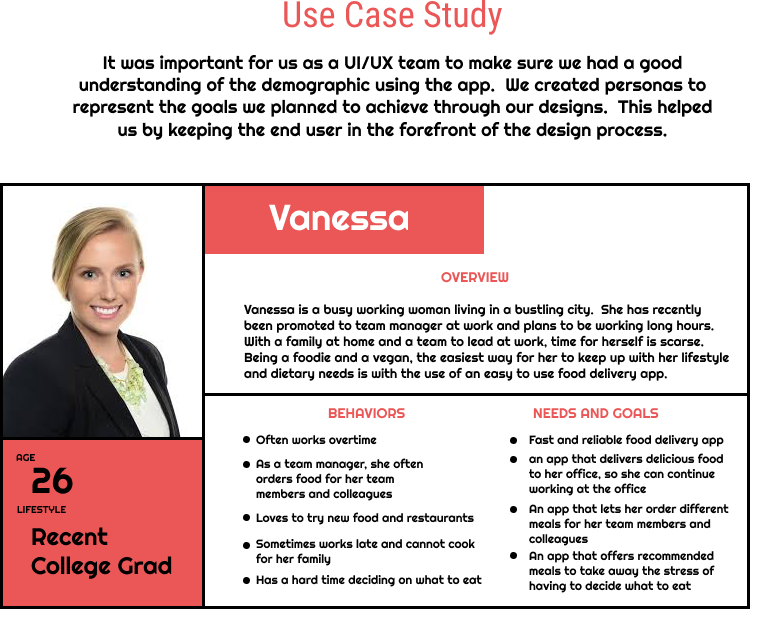 Use Case Study
It was important for us as a UI/UX team to make sure we had a good
understanding of the demographic using the app.  We created personas to
represent the goals we planned to achieve through our designs.  This helped
us by keeping the end user in the forefront of the design process.
Vanessa
OVERVIEW
Vanessa is a busy working woman living in a bustling city.  She has recently
been promoted to team manager at work and plans to be working long hours.
With a family at home and a team to lead at work, time for herself is scarse.
Being a foodie and a vegan, the easiest way for her to keep up with her lifestyle
and dietary needs is with the use of an easy to use food delivery app.
AGE
26
LIFESTYLE
Recent
College Grad
BEHAVIORS
● Often works overtime
● As a team manager, she often
orders food for her team
members and colleagues
● Loves to try new food and restaurants
● Sometimes works late and cannot cook
for her family
● Has a hard time deciding on what to eat
NEEDS AND GOALS
● Fast and reliable food delivery app
● an app that delivers delicious food
to her office, so she can continue
working at the office
● An app that lets her order different
meals for her team members and
colleagues
● An app that offers recommended
meals to take away the stress of
having to decide what to eat